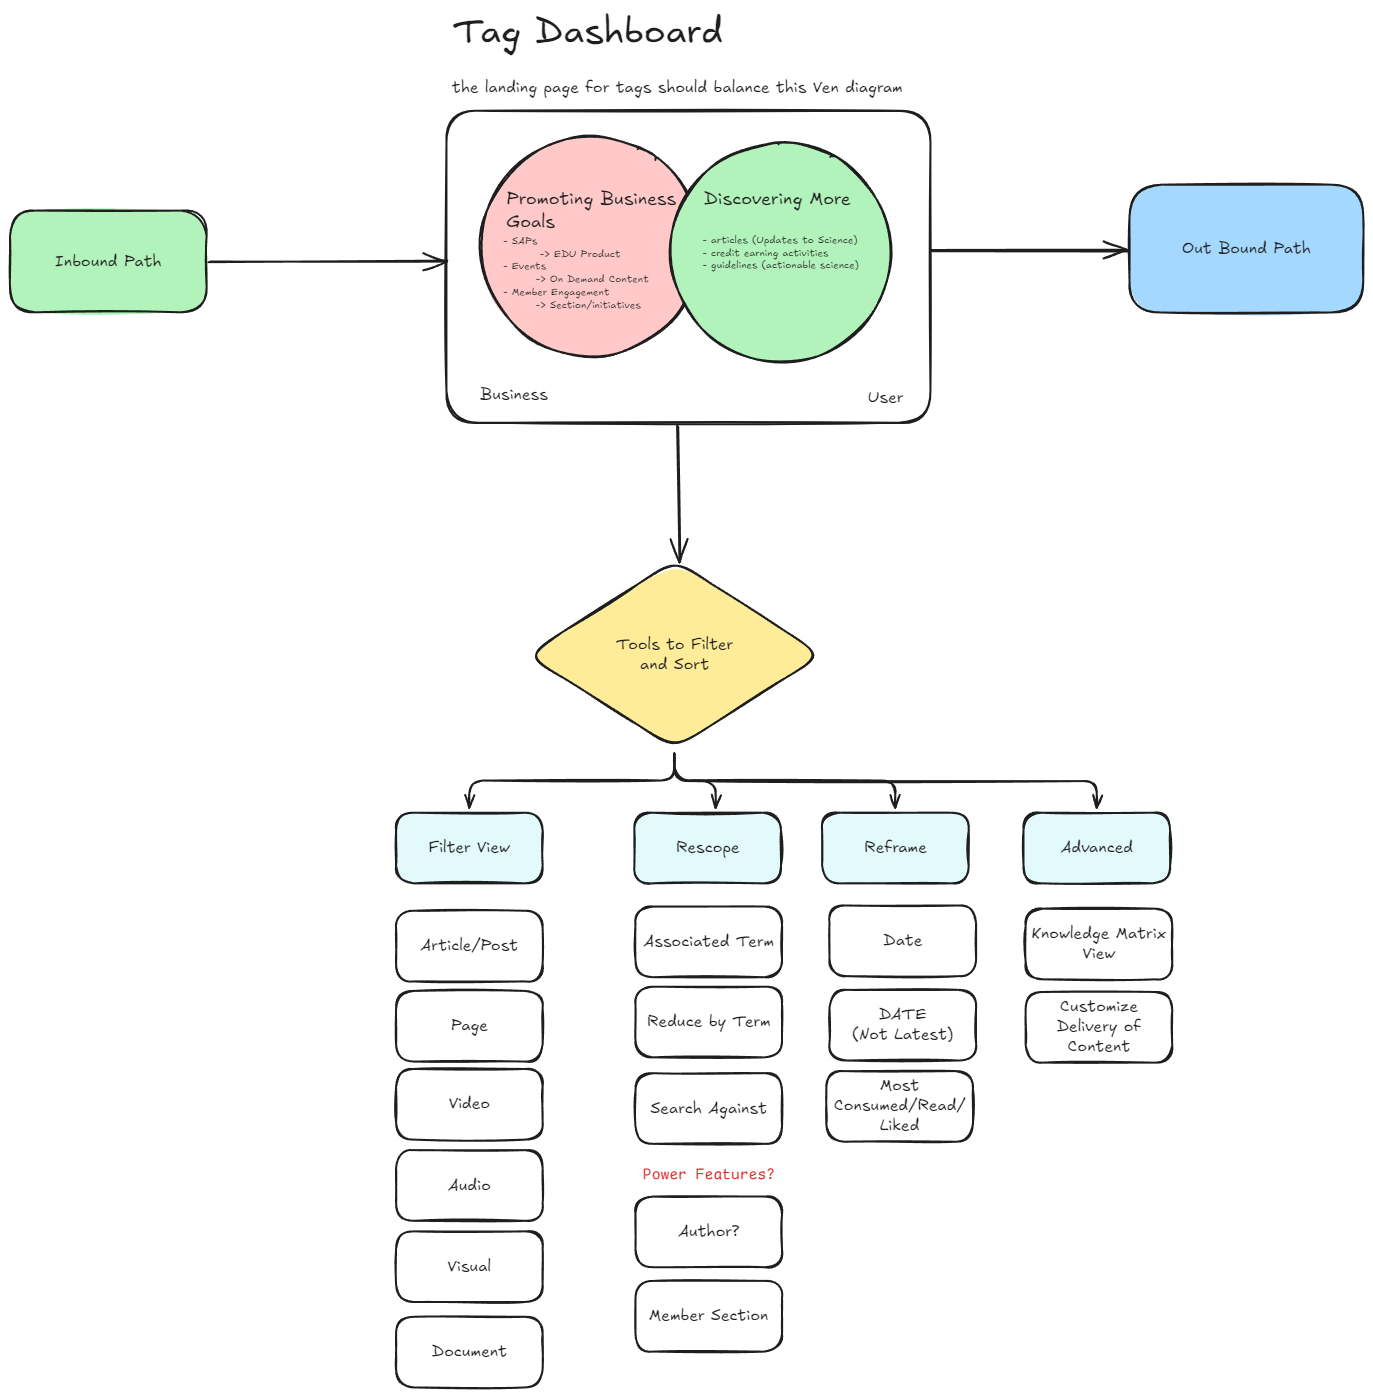 Tag Dashboard
the landing page for tags should balance this Ven diagram
Inbound Path
Promoting Business
Goals
- SAPs
-> EDU Product
- Events
-> On Demand Content
- Member Engagement
-> Section/initiatives
Discovering More
- articles (Updates to Science)
- credit earning activities
- guidelines (actionable science)
Business
User
Out Bound Path
Tools to Filter
and Sort
Filter View
Article/Post
Page
Video
Audio
Visual
Document
Rescope
Associated Term
Reduce by Term
Search Against
Power Features?
Author?
Member Section
Reframe
Date
DATE
(Not Latest)
Most
Consumed/Read/
Liked
Advanced
Knowledge Matrix
View
Customize
Delivery of
Content